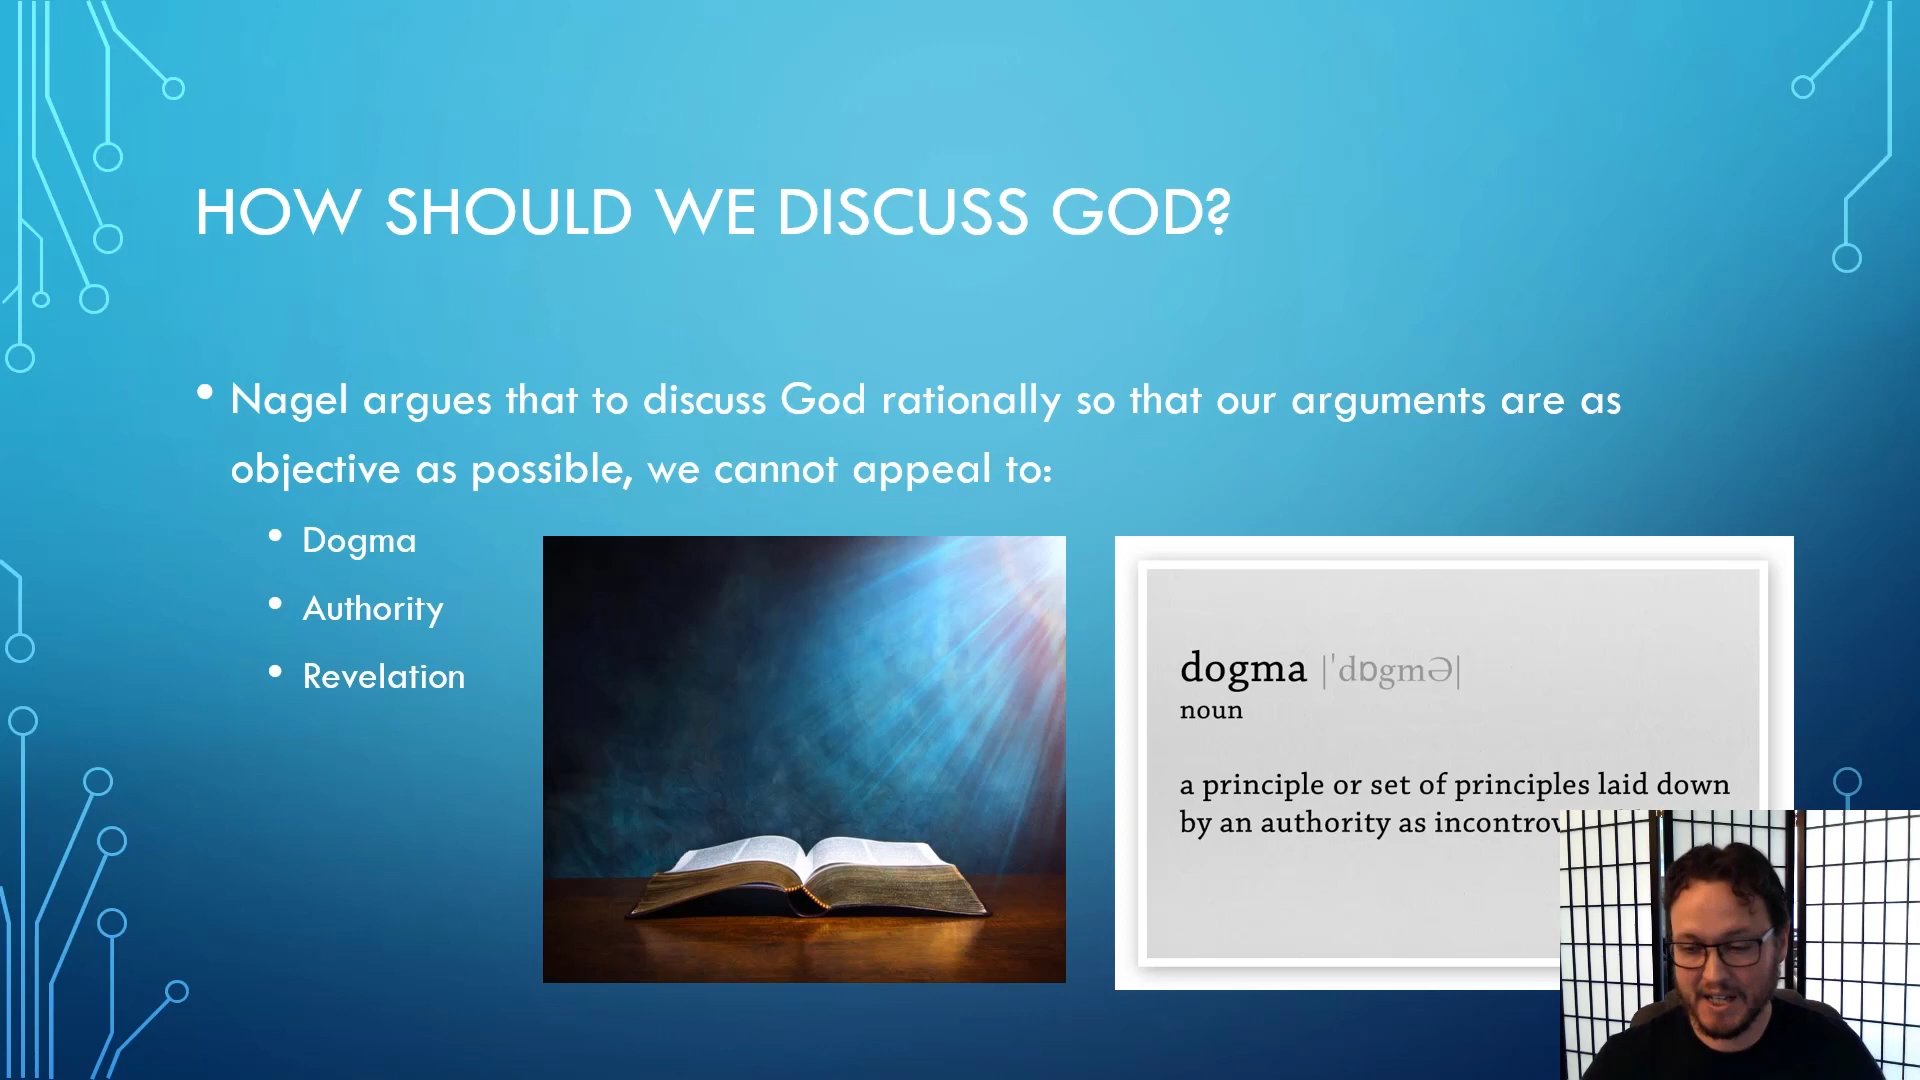 HOW SHOULD WE DISCUSS GOD?
• Nagel argues that to discuss God rationally so that our arguments are as
objective as possible, we cannot appeal to:
• Dogma
• Authority
• Revelation
dogma |ˈdɒgmə|
noun
a principle or set of principles laid down
by an authority as